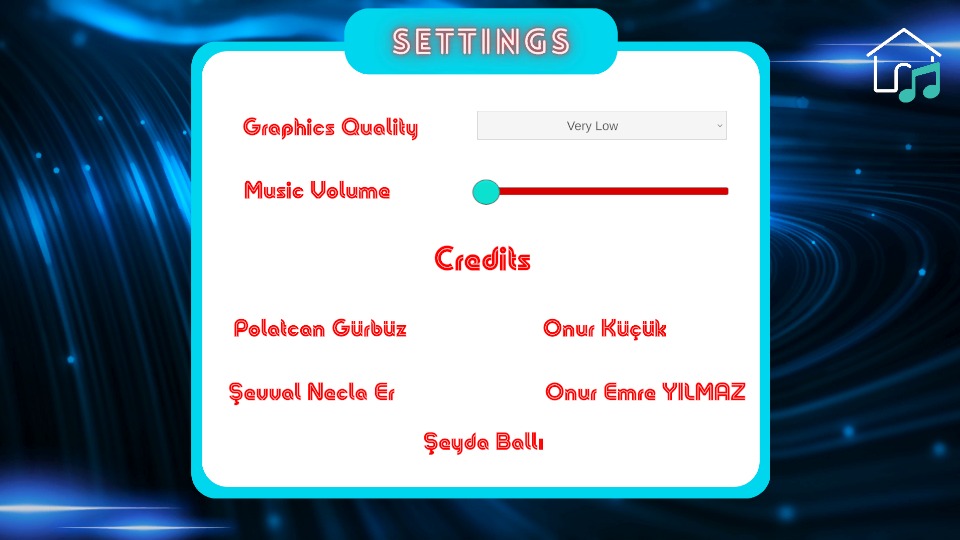 SETTINGS
Graphics Quality
Very Low
Music Volume
Credits
Polatcan Gürbüz
Onur Küçük
Şevval Necla Er
Onur Emre YILMAZ
Şeyda Ballı